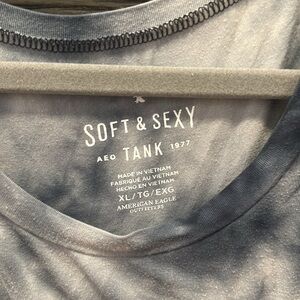 SOFT & SEXY
AEO TANK 1977
MADE IN VIETNAM
FABRIQUÉ AU VIETNAM
HECHO EN VIETNAM
XL/TG/EXG
AMERICAN EAGLE
OUTFITTERS